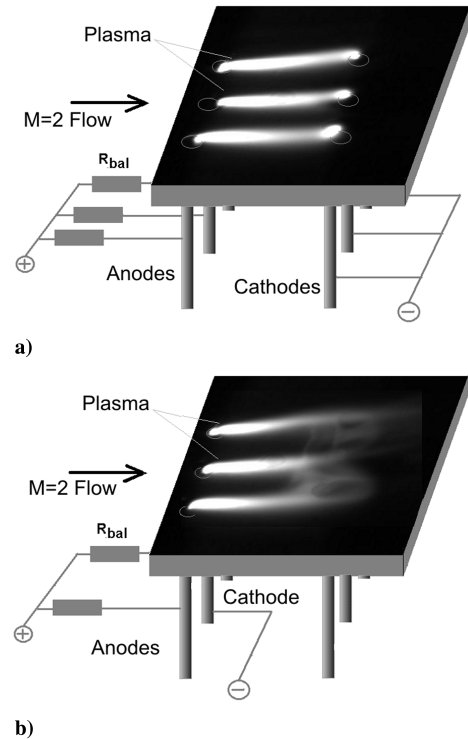 Plasma
M=2 Flow
Rbal
+
Anodes
Cathodes
−
a)
Plasma
M=2 Flow
Rbal
Cathode
+
Anodes
−
b)